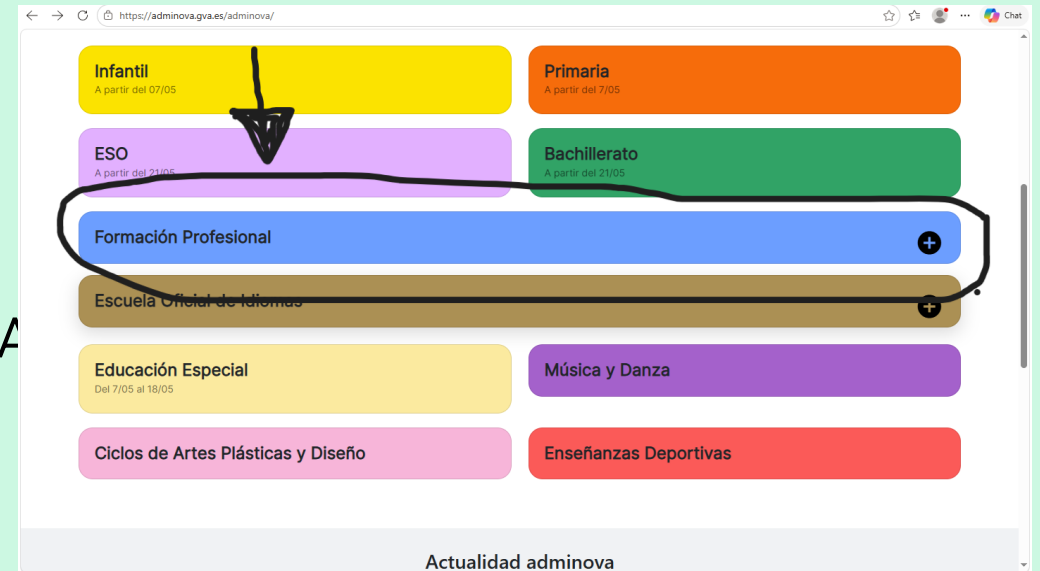 https://adminova.gva.es/adminova/
Chat
Infantil
A partir del 07/05
Primaria
A partir del 7/05
ESO
A partir del 21/05
Bachillerato
A partir del 21/05
Formación Profesional
Escuela Oficial de Idiomas
A
Educación Especial
Del 7/05 al 18/05
Música y Danza
Ciclos de Artes Plásticas y Diseño
Enseñanzas Deportivas
Actualidad adminova